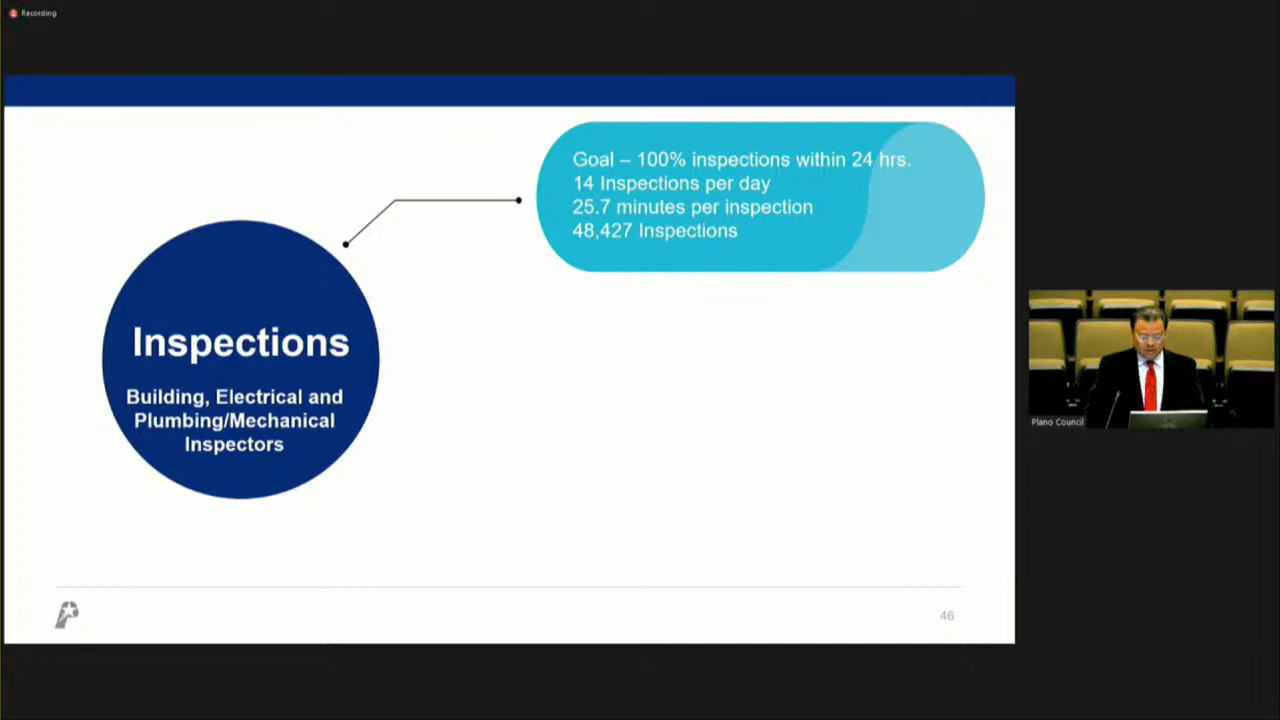 Recording
Goal – 100% inspections within 24 hrs.
14 Inspections per day
25.7 minutes per inspection
48,427 Inspections
Inspections
Building, Electrical and
Plumbing/Mechanical
Inspectors
Plano Council
46